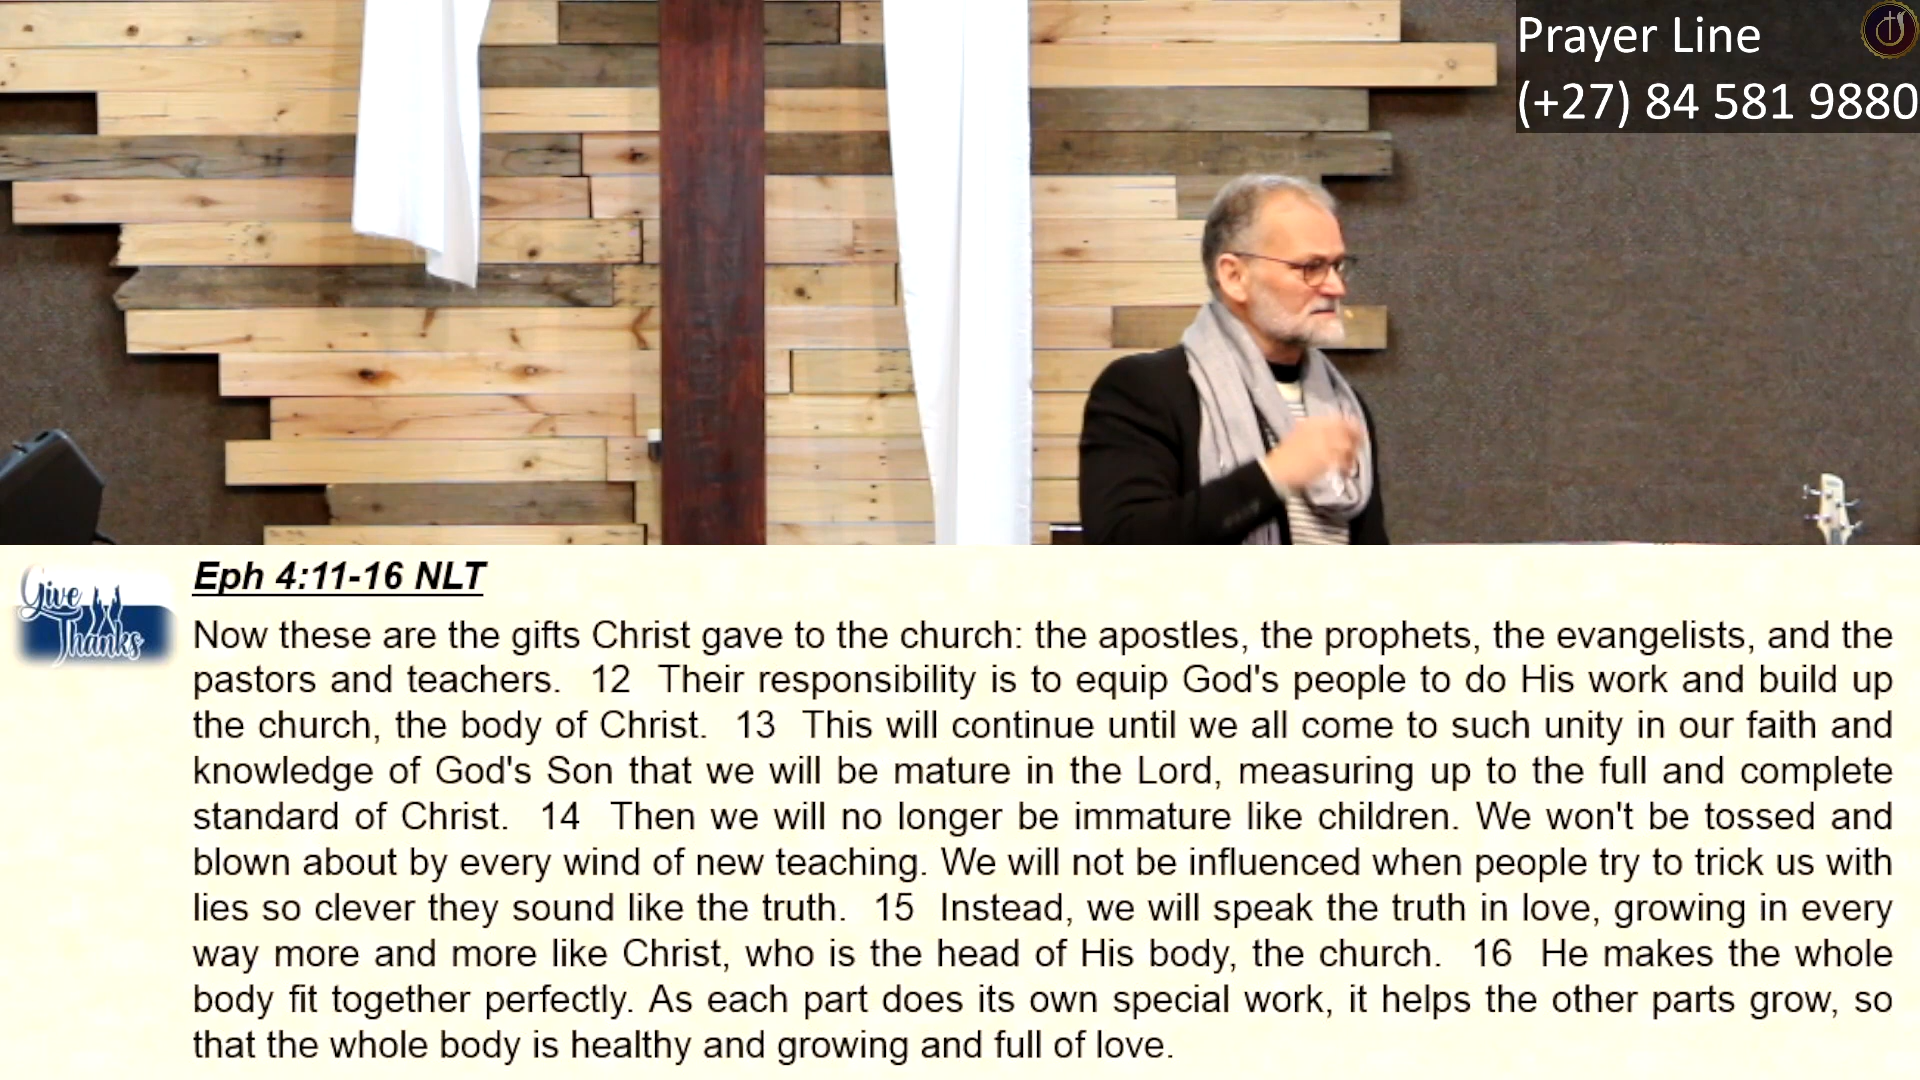 Prayer Line
(+27) 84 581 9880
Eph 4:11-16 NLT
Give
Thanks
Now these are the gifts Christ gave to the church: the apostles, the prophets, the evangelists, and the
pastors and teachers. 12 Their responsibility is to equip God's people to do His work and build up
the church, the body of Christ. 13 This will continue until we all come to such unity in our faith and
knowledge of God's Son that we will be mature in the Lord, measuring up to the full and complete
standard of Christ. 14 Then we will no longer be immature like children. We won't be tossed and
blown about by every wind of new teaching. We will not be influenced when people try to trick us with
lies so clever they sound like the truth. 15 Instead, we will speak the truth in love, growing in every
way more and more like Christ, who is the head of His body, the church. 16 He makes the whole
body fit together perfectly. As each part does its own special work, it helps the other parts grow, so
that the whole body is healthy and growing and full of love.